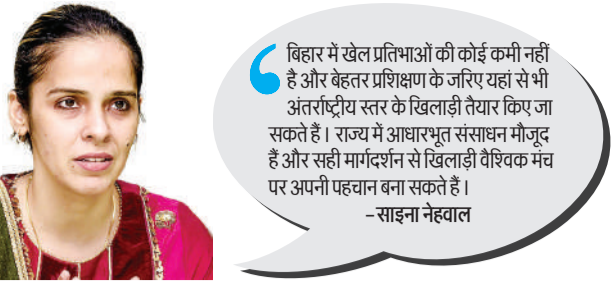 ‘ बिहार में खेल प्रतिभाओं की कोई कमी नहीं
है और बेहतर प्रशिक्षण के जरिए यहां से भी
अंतर्राष्ट्रीय स्तर के खिलाड़ी तैयार किए जा
सकते हैं। राज्य में आधारभूत संसाधन मौजूद
हैं और सही मार्गदर्शन से खिलाड़ी वैश्विक मंच
पर अपनी पहचान बना सकते हैं।
–साइना नेहवाल